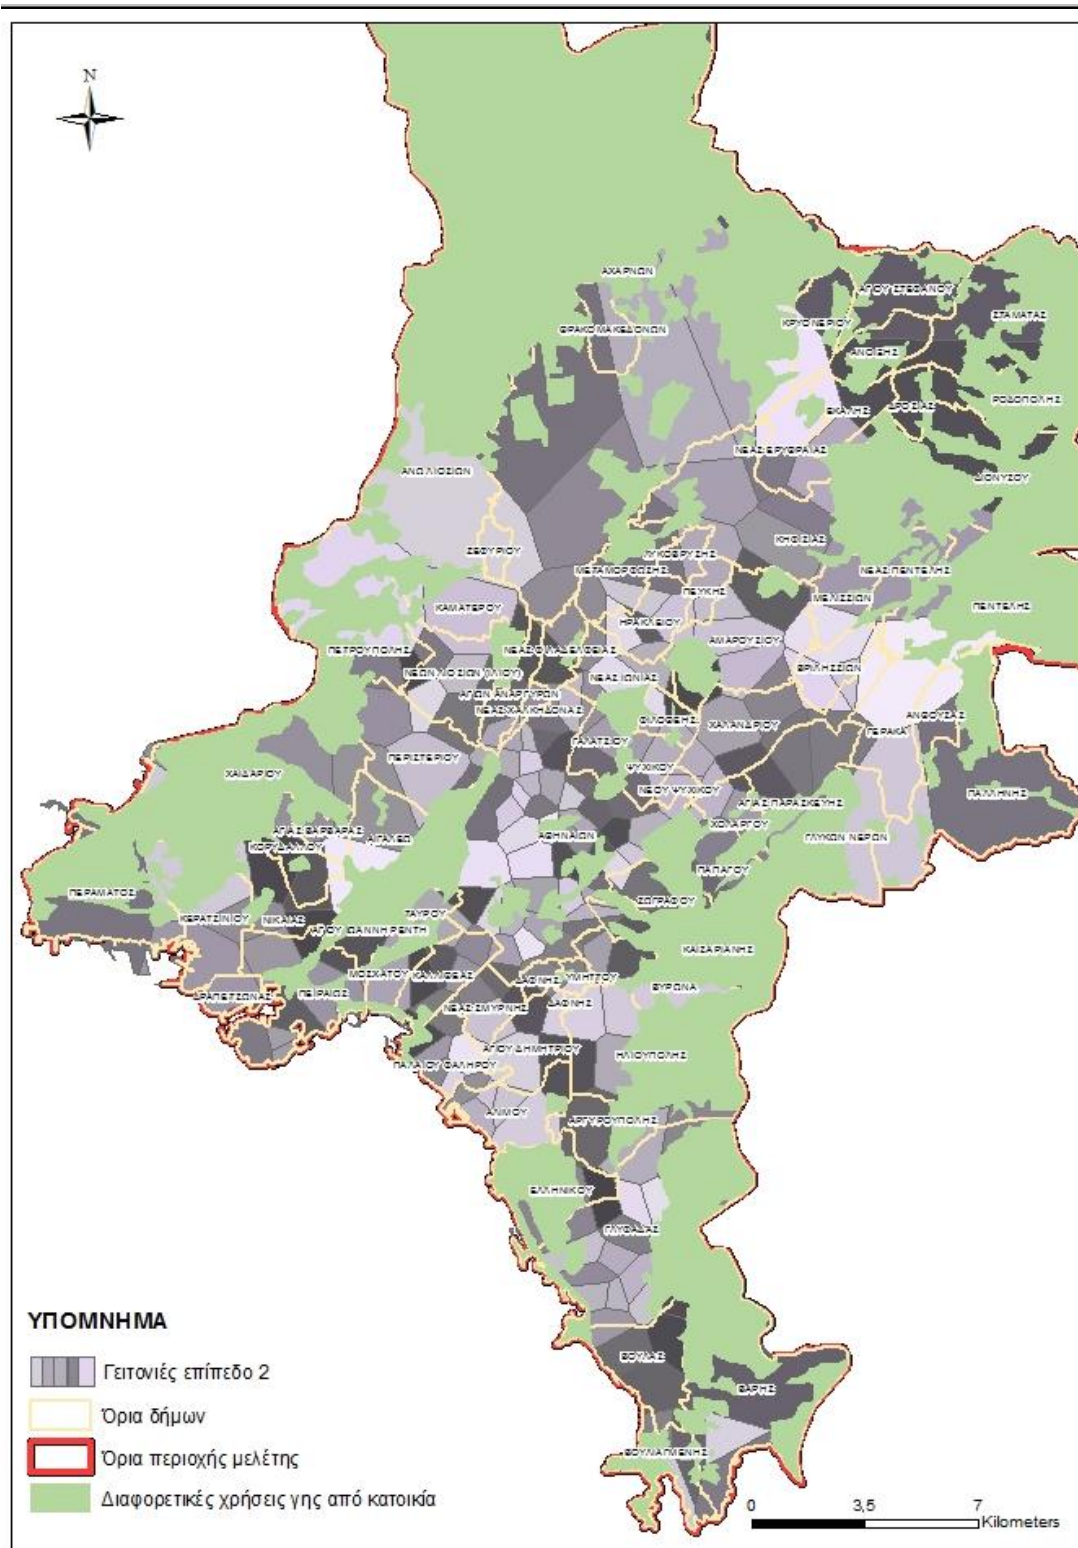 N
ΑΧΑΡΝΩΝ
ΑΓΙΟΥ ΣΤΕΦΑΝΟΥ
ΣΤΑΜΑΤΑΣ
ΚΡΥΟΝΕΡΙΟΥ
ΘΡΑΚΟΜΑΚΕΔΟΝΩΝ
ΑΝΟΙΞΗΣ
ΡΟΔΟΠΟΛΗΣ
ΕΚΑΛΗΣ
ΔΡΟΣΙΑΣ
ΝΕΑΣ ΕΡΥΘΡΑΙΑΣ
ΑΝΩ ΛΙΟΣΙΩΝ
ΔΙΟΝΥΣΟΥ
ΚΗΦΙΣΙΑΣ
ΖΕΦΥΡΙΟΥ
ΛΥΚΟΒΡΥΣΗΣ
ΜΕΤΑΜΟΡΦΩΣΗΣ
ΝΕΑΣ ΠΕΝΤΕΛΗΣ
ΠΕΥΚΗΣ
ΜΕΛΙΣΣΙΩΝ
ΠΕΝΤΕΛΗΣ
ΚΑΜΑΤΕΡΟΥ
ΗΡΑΚΛΕΙΟΥ
ΑΜΑΡΟΥΣΙΟΥ
ΠΕΤΡΟΥΠΟΛΗΣ
ΝΕΑΣ ΦΙΛΑΔΕΛΦΕΙΑΣ
ΒΡΙΛΗΣΣΙΩΝ
ΝΕΩΝ ΛΙΟΣΙΩΝ (ΙΛΙΟΥ)
ΝΕΑΣ ΙΩΝΙΑΣ
ΑΓΙΩΝ ΑΝΑΡΓΥΡΩΝ
ΝΕΑΣ ΧΑΛΚΗΔΟΝΑΣ
ΦΙΛΟΘΕΗΣ
ΧΑΛΑΝΔΡΙΟΥ
ΑΝΘΟΥΣΑΣ
ΓΕΡΑΚΑ
ΓΑΛΑΤΣΙΟΥ
ΠΕΡΙΣΤΕΡΙΟΥ
ΨΥΧΙΚΟΥ
ΧΑΙΔΑΡΙΟΥ
ΝΕΟΥ ΨΥΧΙΚΟΥ
ΠΑΛΛΗΝΗΣ
ΑΓΙΑΣ ΠΑΡΑΣΚΕΥΗΣ
ΧΟΛΑΡΓΟΥ
ΑΓΙΑΣ ΒΑΡΒΑΡΑΣ
ΑΙΓΑΛΕΩ
ΑΘΗΝΑΙΩΝ
ΓΛΥΚΩΝ ΝΕΡΩΝ
ΚΟΡΥΔΑΛΛΟΥ
ΠΑΠΑΓΟΥ
ΠΕΡΑΜΑΤΟΣ
ΖΩΓΡΑΦΟΥ
ΚΕΡΑΤΣΙΝΙΟΥ
ΝΙΚΑΙΑΣ
ΤΑΥΡΟΥ
ΑΓΙΟΥ ΙΩΑΝΝΗ ΡΕΝΤΗ
ΚΑΙΣΑΡΙΑΝΗΣ
ΜΟΣΧΑΤΟΥ
ΚΑΛΛΙΘΕΑΣ
ΔΑΦΝΗΣ
ΥΜΗΤΤΟΥ
ΒΥΡΩΝΑ
ΔΡΑΠΕΤΣΩΝΑΣ
ΠΕΙΡΑΙΩΣ
ΝΕΑΣ ΣΜΥΡΝΗΣ
ΔΑΦΝΗΣ
ΑΓΙΟΥ ΔΗΜΗΤΡΙΟΥ
ΗΛΙΟΥΠΟΛΗΣ
ΠΑΛΑΙΟΥ ΦΑΛΗΡΟΥ
ΑΛΙΜΟΥ
ΑΡΓΥΡΟΥΠΟΛΗΣ
ΕΛΛΗΝΙΚΟΥ
ΓΛΥΦΑΔΑΣ
ΒΟΥΛΑΣ
ΒΑΡΗΣ
ΒΟΥΛΙΑΓΜΕΝΗΣ
ΥΠΟΜΝΗΜΑ
Γειτονιές επίπεδο 2
Όρια δήμων
Όρια περιοχής μελέτης
Διαφορετικές χρήσεις γης από κατοικία
0 3,5 7
Kilometers